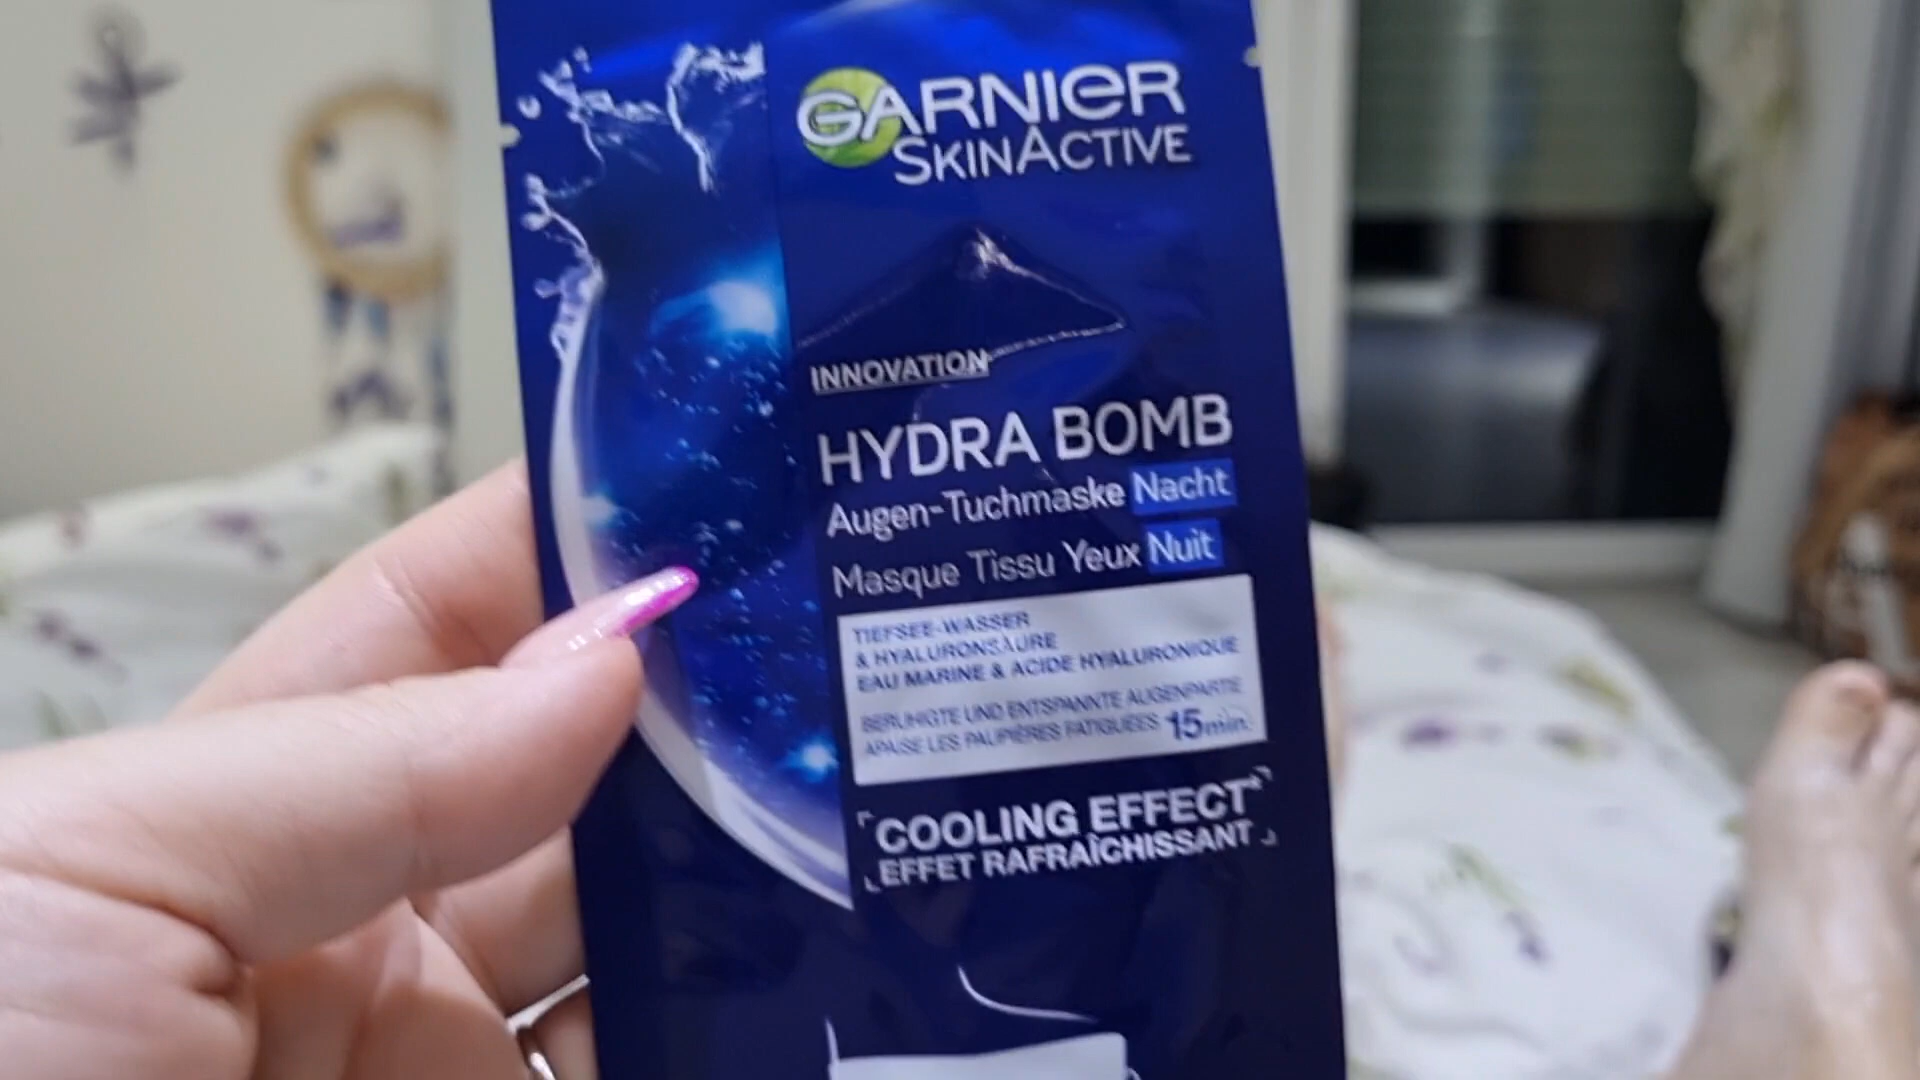 GARNIER
SKINACTIVE
INNOVATION
HYDRA BOMB
Augen-Tuchmaske Nacht
Masque Tissu Yeux Nuit
TIEFSEE-WASSER
& HYALURONSÄURE
EAU MARINE & ACIDE HYALURONIQUE
BERUHIGTE UND ENTSPANNTE AUGENPARTIE
APAISE LES PAUPIÈRES FATIGUÉES 15min.
COOLING EFFECT
EFFET RAFRAÎCHISSANT